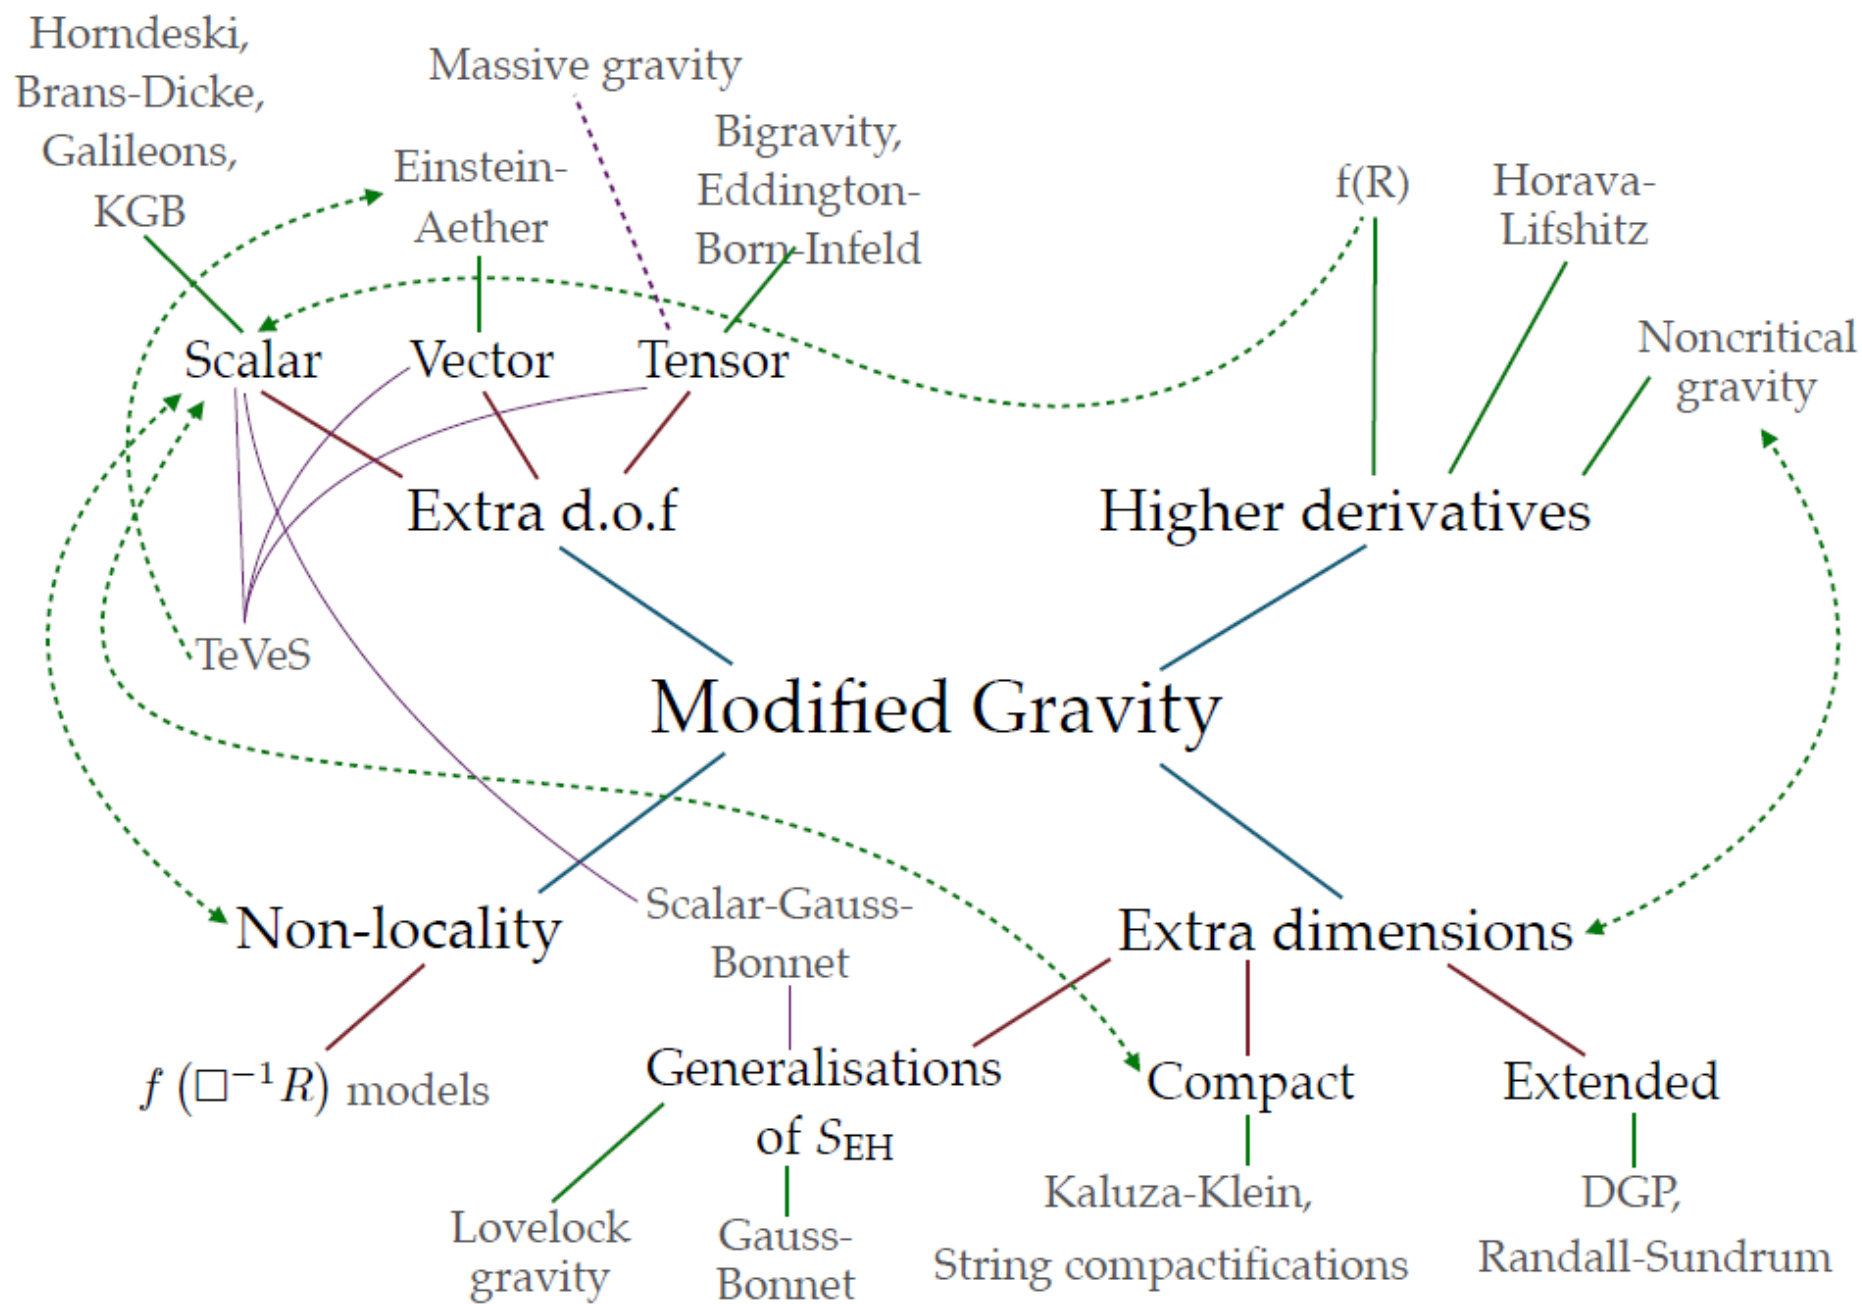 Horndeski,
Brans-Dicke,
Galileons,
KGB
Massive gravity
Einstein-
Aether
Bigravity,
Eddington-
Born-Infeld
f(R)
Horava-
Lifshitz
Noncritical
gravity
Scalar
Vector
Tensor
Extra d.o.f
Higher derivatives
TeVeS
Modified Gravity
Non-locality
Scalar-Gauss-
Bonnet
Extra dimensions
f (□⁻¹R) models
Generalisations
of S_EH
Compact
Extended
Lovelock
gravity
Gauss-
Bonnet
Kaluza-Klein,
String compactifications
DGP,
Randall-Sundrum